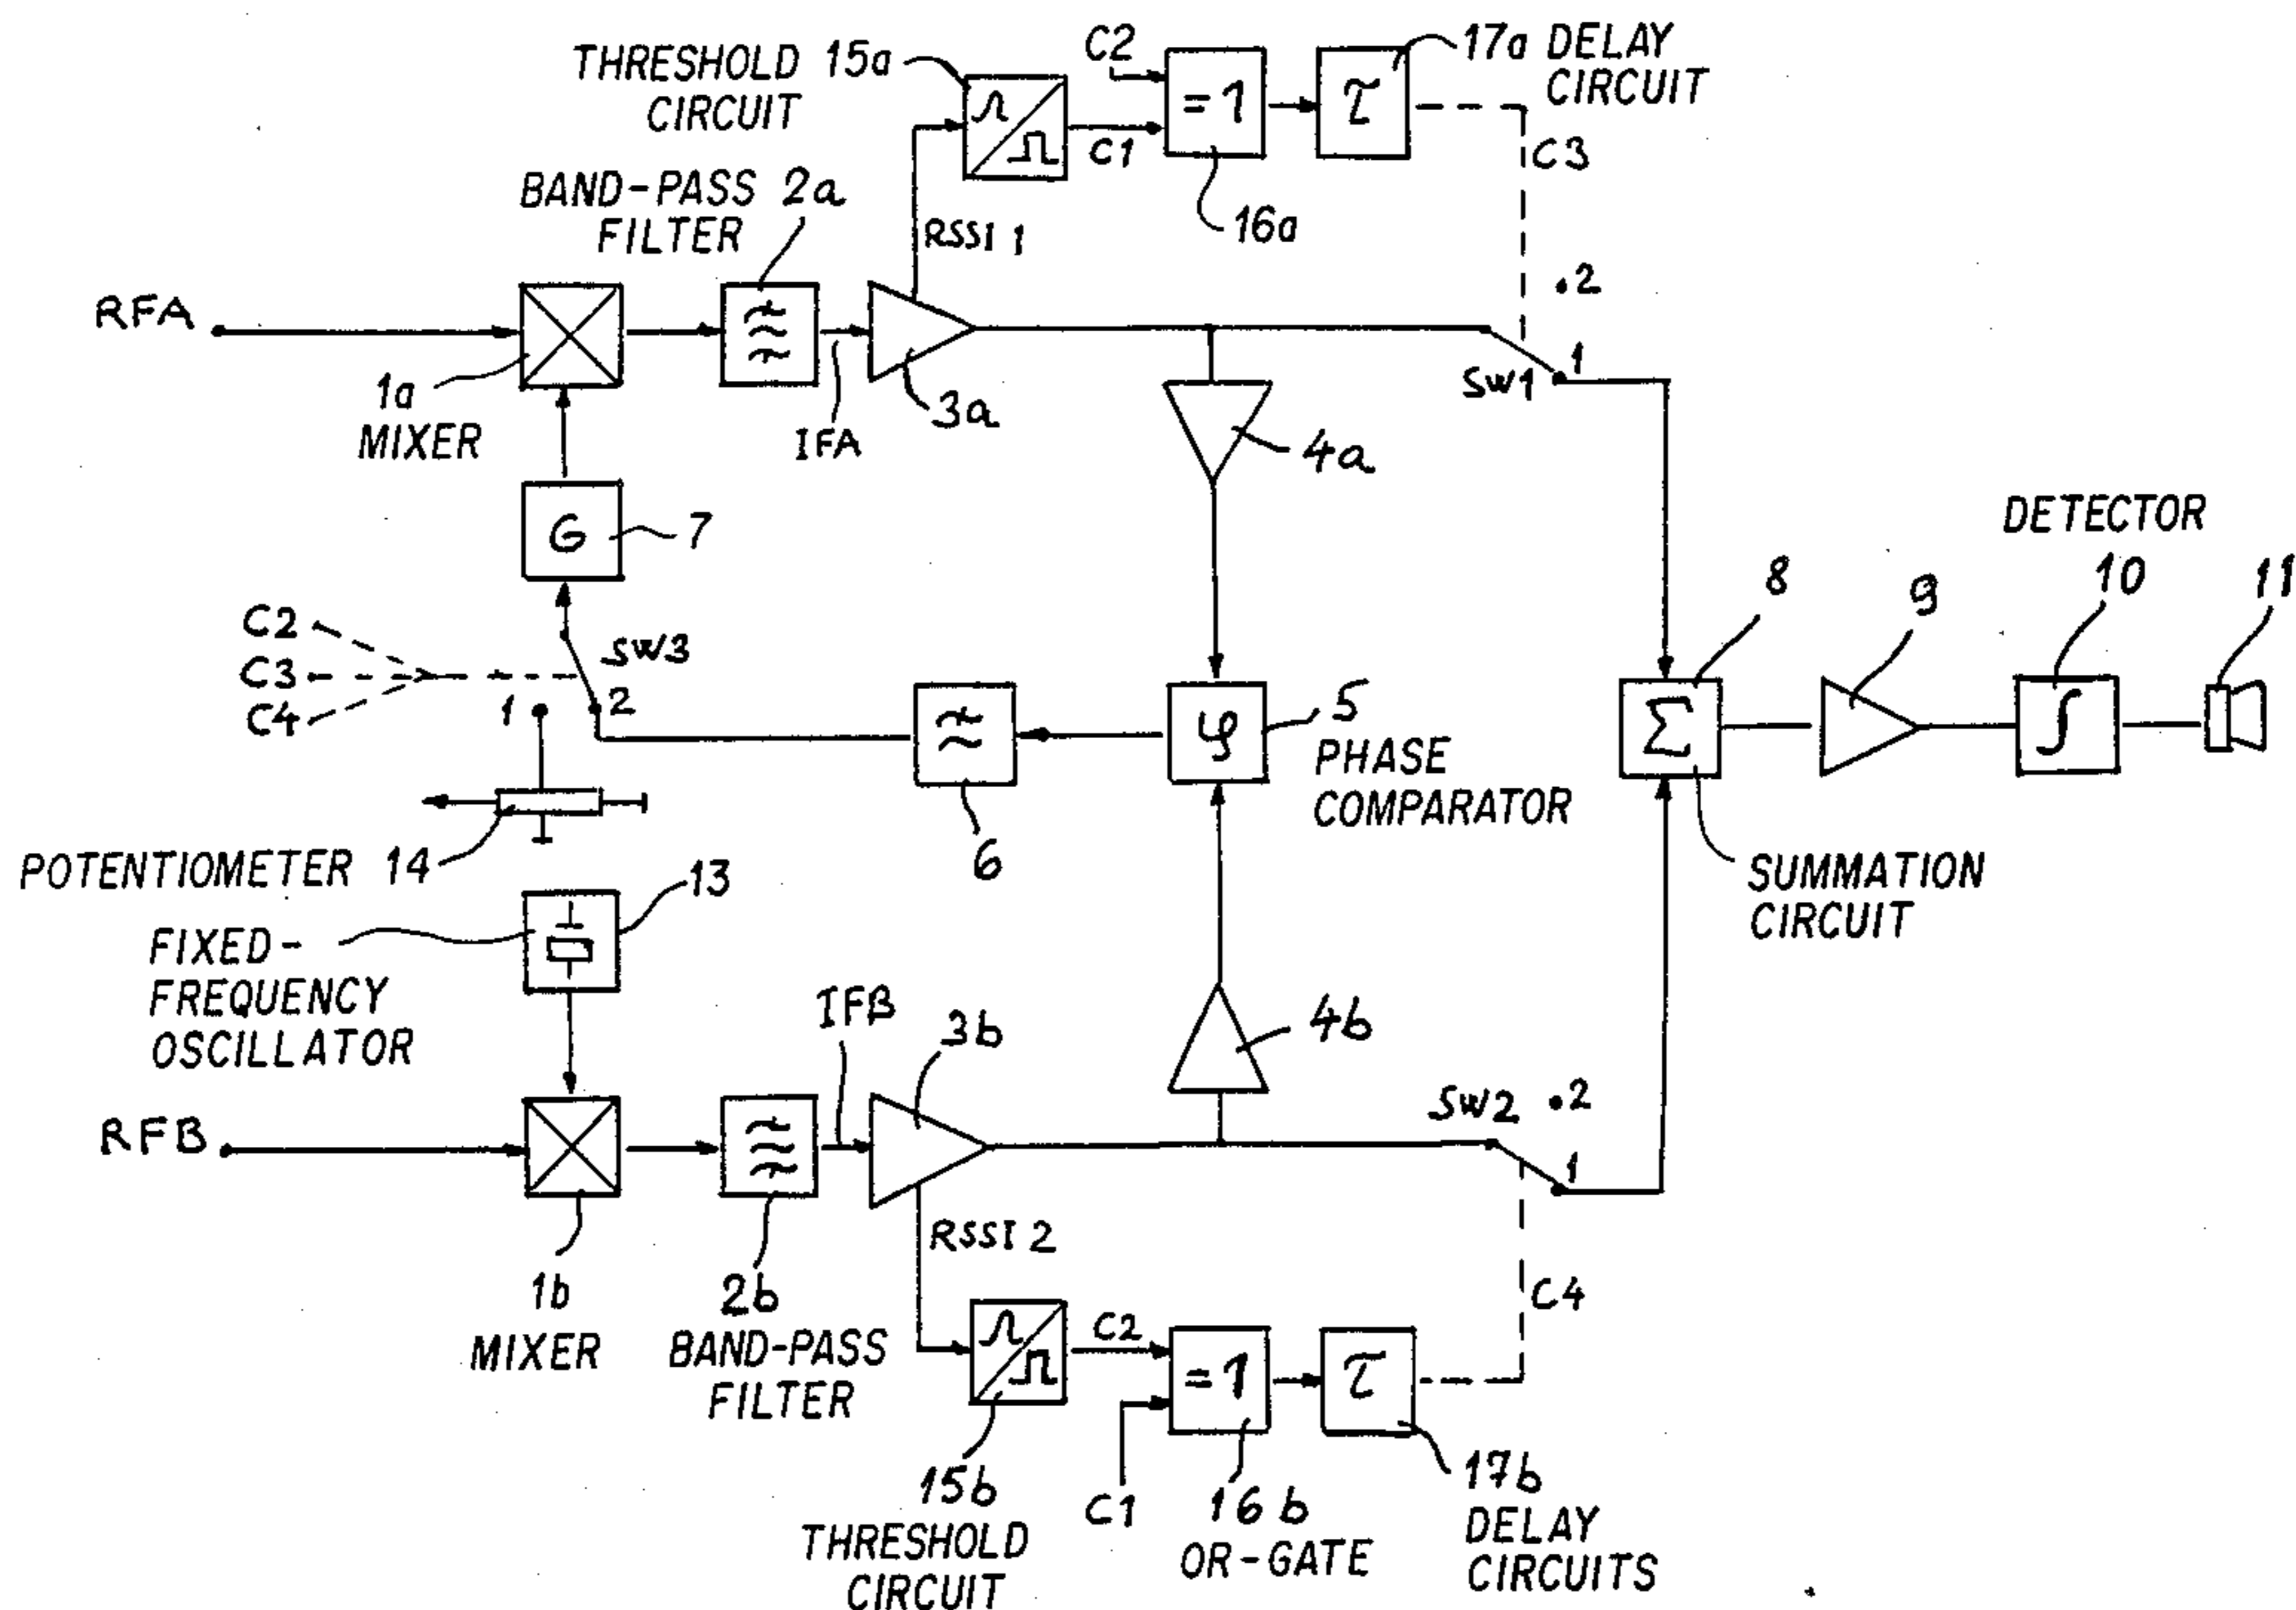 THRESHOLD 15a
CIRCUIT
C2
= 1
τ
17a DELAY
CIRCUIT
C1
C3
BAND-PASS 2a
FILTER
RSSI 1
16a
RFA
2
1
SW1
1a
MIXER
IFA
3a
4a
G
7
DETECTOR
8
9
10
11
C2
C3
C4
SW3
1
2
φ
5
PHASE
COMPARATOR
Σ
∫
6
POTENTIOMETER 14
13
SUMMATION
CIRCUIT
FIXED-
FREQUENCY
OSCILLATOR
IFB
3b
4b
RFB
SW2
2
1
RSSI 2
1b
MIXER
2b
BAND-PASS
FILTER
C2
= 1
τ
C4
15b
THRESHOLD
CIRCUIT
C1
16b
OR-GATE
17b
DELAY
CIRCUITS